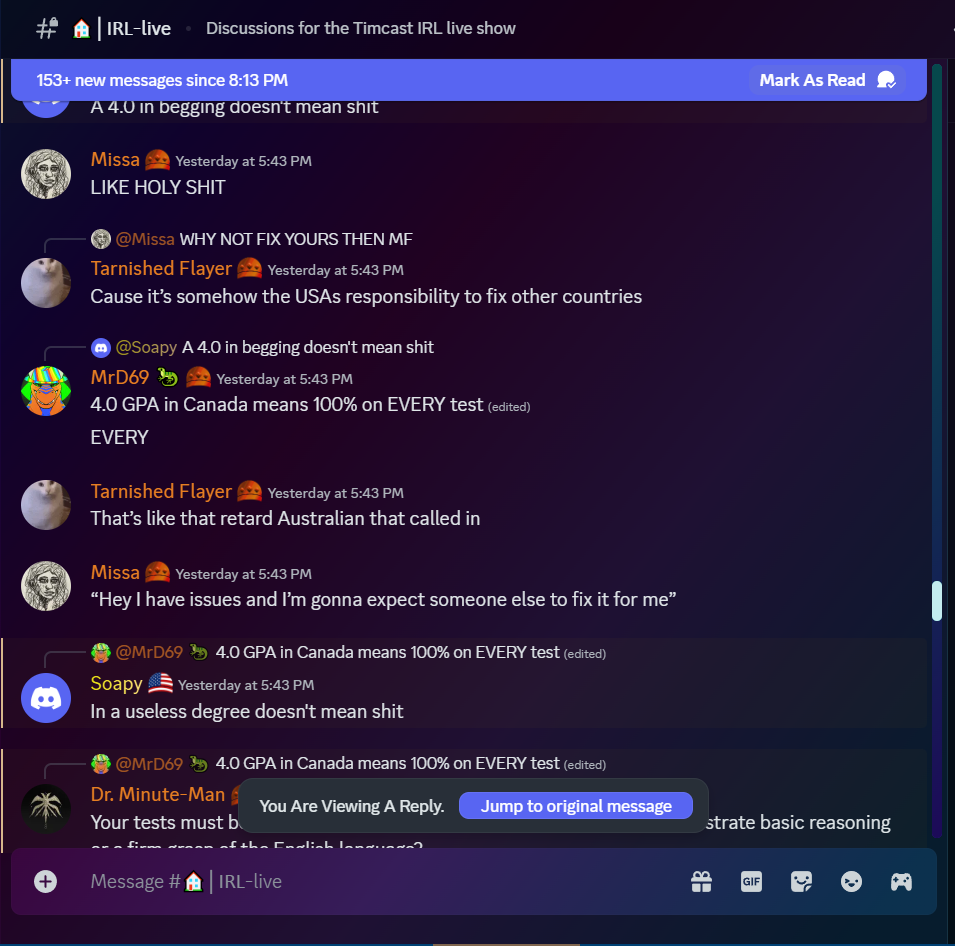 IRL-live
Discussions for the Timcast IRL live show
153+ new messages since 8:13 PM
Mark As Read
A 4.0 in begging doesn't mean shit
Missa Yesterday at 5:43 PM
LIKE HOLY SHIT
@Missa WHY NOT FIX YOURS THEN MF
Tarnished Flayer Yesterday at 5:43 PM
Cause it’s somehow the USAs responsibility to fix other countries
@Soapy A 4.0 in begging doesn't mean shit
MrD69 Yesterday at 5:43 PM
4.0 GPA in Canada means 100% on EVERY test (edited)
EVERY
Tarnished Flayer Yesterday at 5:43 PM
That’s like that retard Australian that called in
Missa Yesterday at 5:43 PM
“Hey I have issues and I’m gonna expect someone else to fix it for me”
@MrD69 4.0 GPA in Canada means 100% on EVERY test (edited)
Soapy Yesterday at 5:43 PM
In a useless degree doesn't mean shit
@MrD69 4.0 GPA in Canada means 100% on EVERY test (edited)
Dr. Minute-Man
You Are Viewing A Reply.
Jump to original message
Your tests must basic reasoning
or a firm grasp of the English language?
Message # IRL-live
GIF